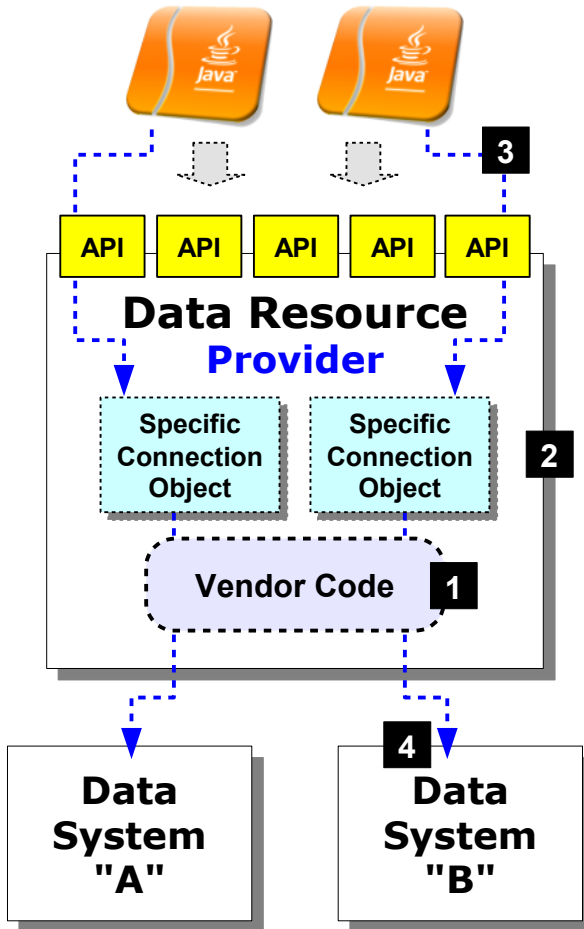 Java
Java
3
API
API
API
API
API
Data Resource
Provider
Specific
Connection
Object
Specific
Connection
Object
2
Vendor Code
1
4
Data
System
"A"
Data
System
"B"